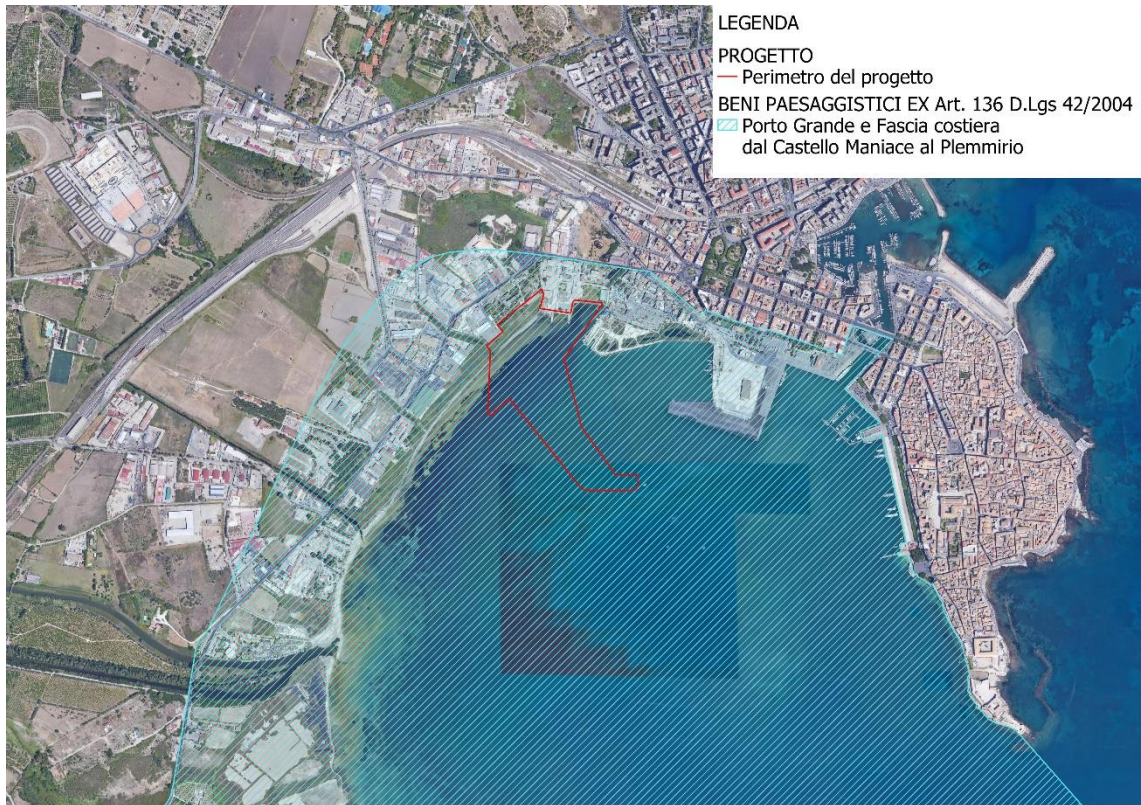 LEGENDA
PROGETTO
Perimetro del progetto
BENI PAESAGGISTICI EX Art. 136 D.Lgs 42/2004
Porto Grande e Fascia costiera
dal Castello Maniace al Plemmirio